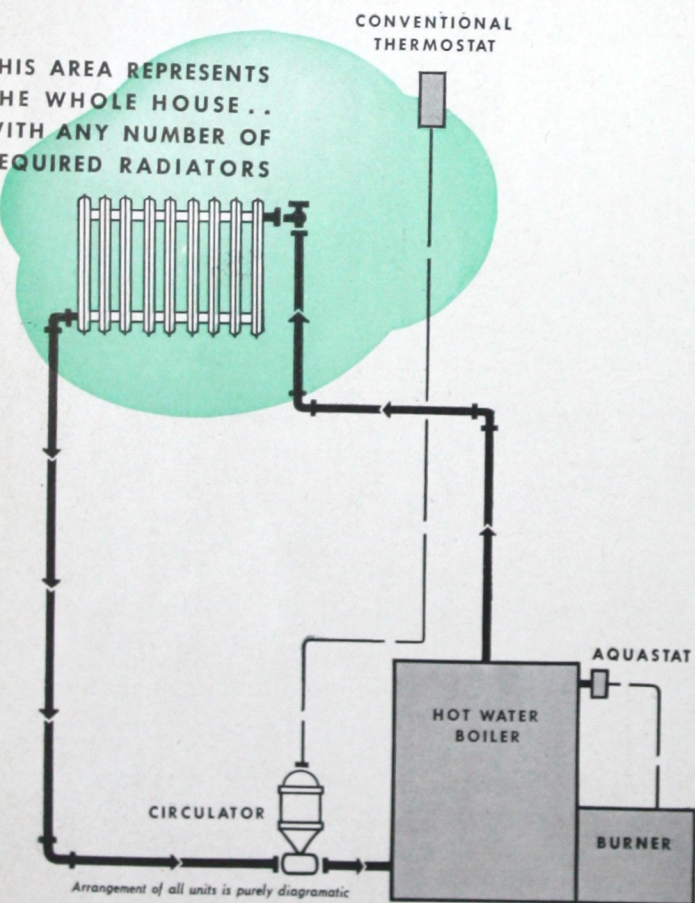 CONVENTIONAL
THERMOSTAT
HIS AREA REPRESENTS
HE WHOLE HOUSE . .
ITH ANY NUMBER OF
EQUIRED RADIATORS
AQUASTAT
HOT WATER
BOILER
CIRCULATOR
BURNER
Arrangement of all units is purely diagramatic